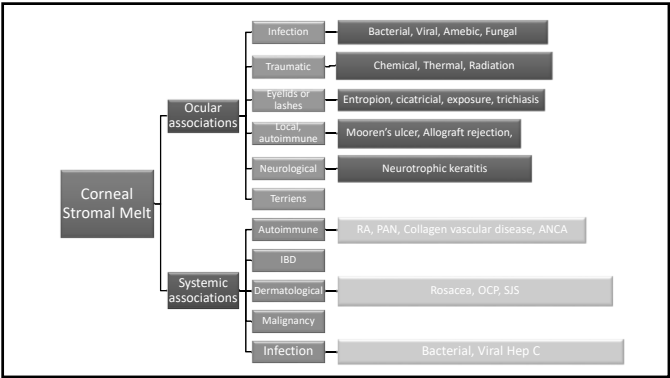 Infection
Bacterial, Viral, Amebic, Fungal
Traumatic
Chemical, Thermal, Radiation
Eyelids or
lashes
Entropion, cicatricial, exposure, trichiasis
Ocular
associations
Local,
autoimmune
Mooren's ulcer, Allograft rejection,
Neurological
Neurotrophic keratitis
Terriens
Corneal
Stromal Melt
Autoimmune
RA, PAN, Collagen vascular disease, ANCA
IBD
Systemic
associations
Dermatological
Rosacea, OCP, SJS
Malignancy
Infection
Bacterial, Viral Hep C